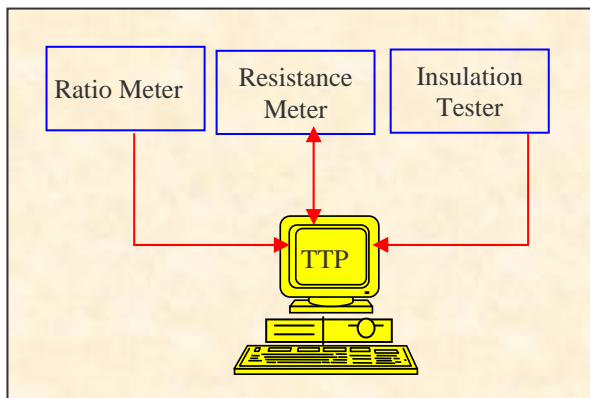 Ratio Meter
Resistance
Meter
Insulation
Tester
TTP